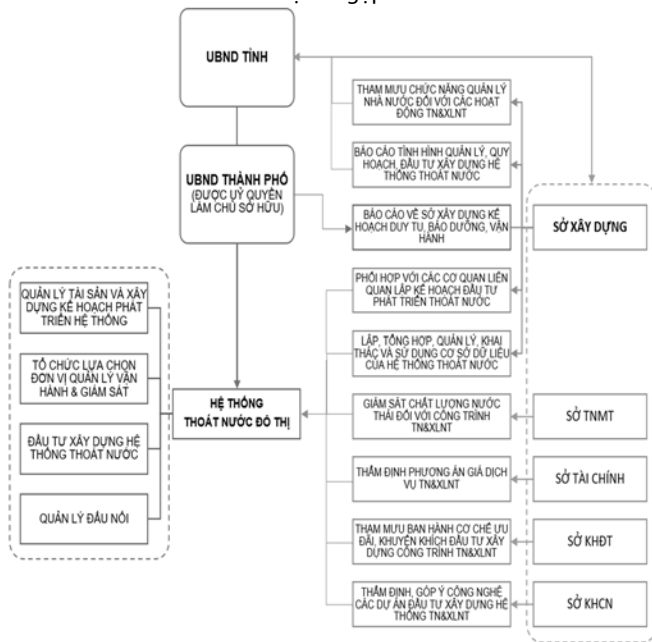 UBND TỈNH
THAM MƯU CHỨC NĂNG QUẢN LÝ
NHÀ NƯỚC ĐỐI VỚI CÁC HOẠT
ĐỘNG TN&XLNT
BÁO CÁO TÌNH HÌNH QUẢN LÝ, QUY
HOẠCH, ĐẦU TƯ XÂY DỰNG HỆ
THỐNG THOÁT NƯỚC
UBND THÀNH PHỐ
(ĐƯỢC UỶ QUYỀN
LÀM CHỦ SỞ HỮU)
BÁO CÁO VỀ SỞ XÂY DỰNG KẾ
HOẠCH DUY TU, BẢO DƯỠNG, VẬN
HÀNH
SỞ XÂY DỰNG
PHỐI HỢP VỚI CÁC CƠ QUAN LIÊN
QUAN LẬP KẾ HOẠCH ĐẦU TƯ
PHÁT TRIỂN THOÁT NƯỚC
LẬP, TỔNG HỢP, QUẢN LÝ, KHAI
THÁC VÀ SỬ DỤNG CƠ SỞ DỮ LIỆU
CỦA HỆ THỐNG THOÁT NƯỚC
QUẢN LÝ TÀI SẢN VÀ XÂY
DỰNG KẾ HOẠCH PHÁT
TRIỂN HỆ THỐNG
TỔ CHỨC LỰA CHỌN
ĐƠN VỊ QUẢN LÝ VẬN
HÀNH & GIÁM SÁT
ĐẦU TƯ XÂY DỰNG HỆ
THỐNG THOÁT NƯỚC
QUẢN LÝ ĐẤU NỐI
HỆ THỐNG
THOÁT NƯỚC ĐÔ THỊ
GIÁM SÁT CHẤT LƯỢNG NƯỚC
THẢI ĐỐI VỚI CÔNG TRÌNH
TN&XLNT
SỞ TNMT
THẨM ĐỊNH PHƯƠNG ÁN GIÁ DỊCH
VỤ TN&XLNT
SỞ TÀI CHÍNH
THAM MƯU BAN HÀNH CƠ CHẾ ƯU
ĐÃI, KHUYẾN KHÍCH ĐẦU TƯ XÂY
DỰNG CÔNG TRÌNH TN&XLNT
SỞ KHĐT
THẨM ĐỊNH, GÓP Ý CÔNG NGHỆ
CÁC DỰ ÁN ĐẦU TƯ XÂY DỰNG HỆ
THỐNG TN&XLNT
SỞ KHCN